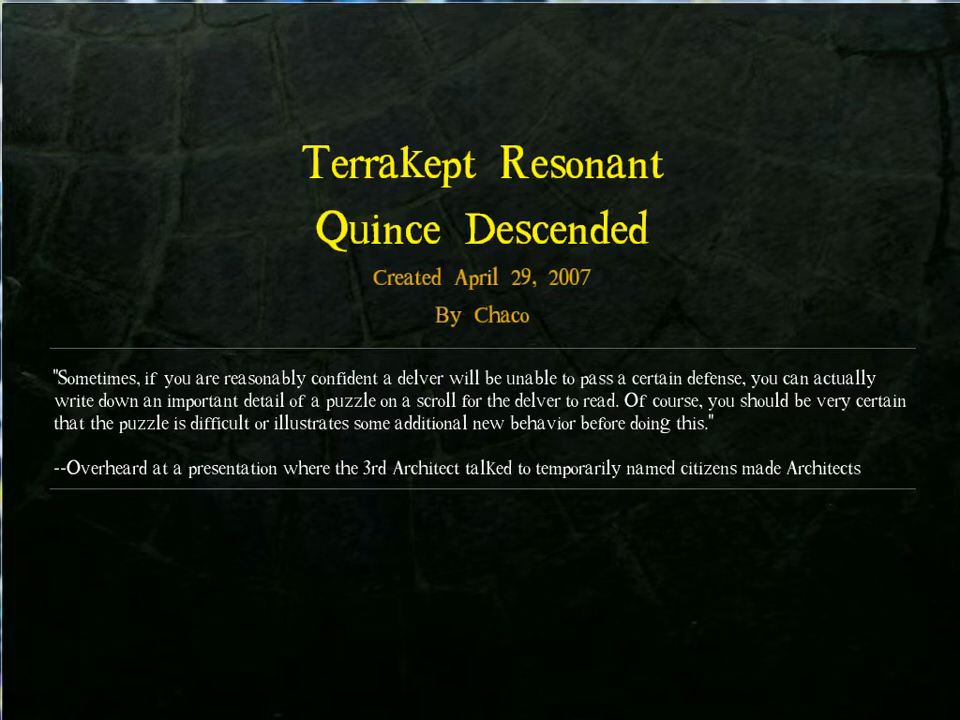 Terrakept Resonant
Quince Descended
Created April 29, 2007
By Chaco
"Sometimes, if you are reasonably confident a delver will be unable to pass a certain defense, you can actually
write down an important detail of a puzzle on a scroll for the delver to read. Of course, you should be very certain
that the puzzle is difficult or illustrates some additional new behavior before doing this."
--Overheard at a presentation where the 3rd Architect talked to temporarily named citizens made Architects